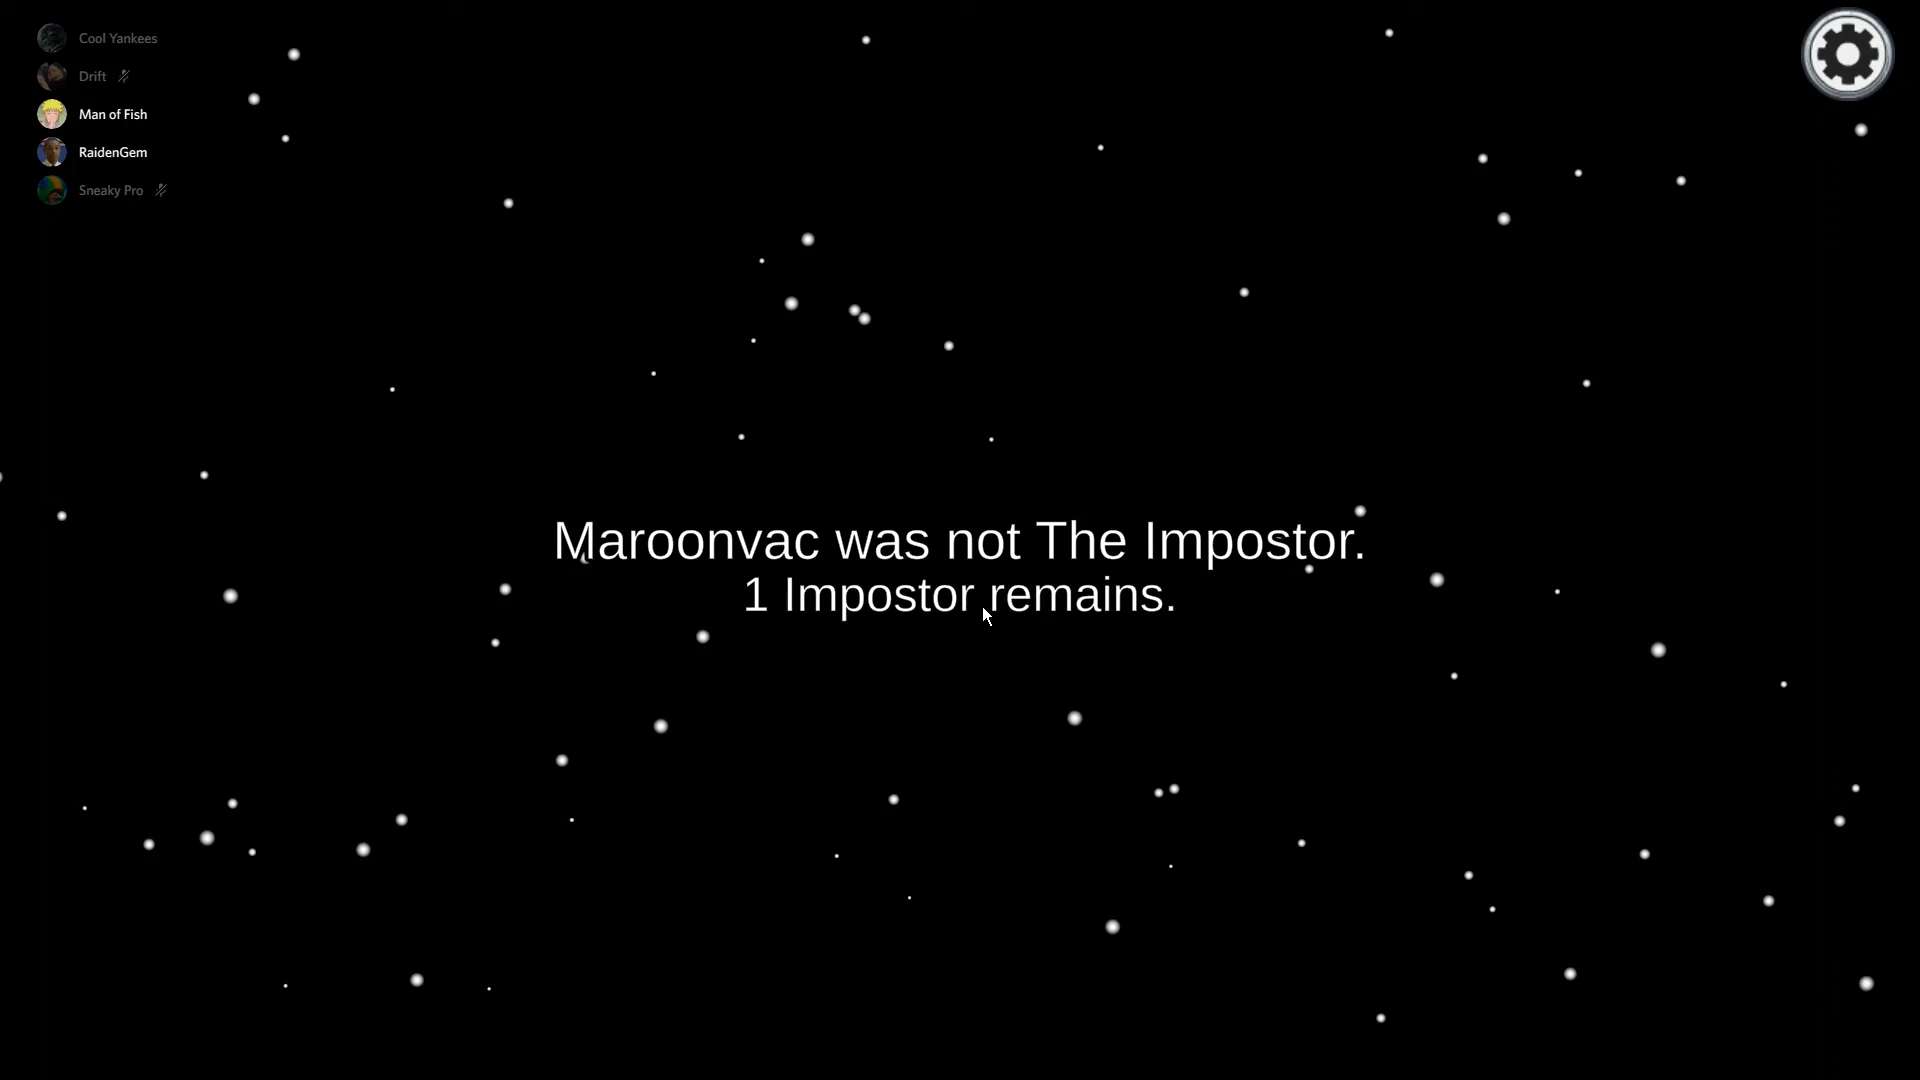 Cool Yankees
Drift
Man of Fish
RaidenGem
Sneaky Pro
Maroonvac was not The Impostor.
1 Impostor remains.